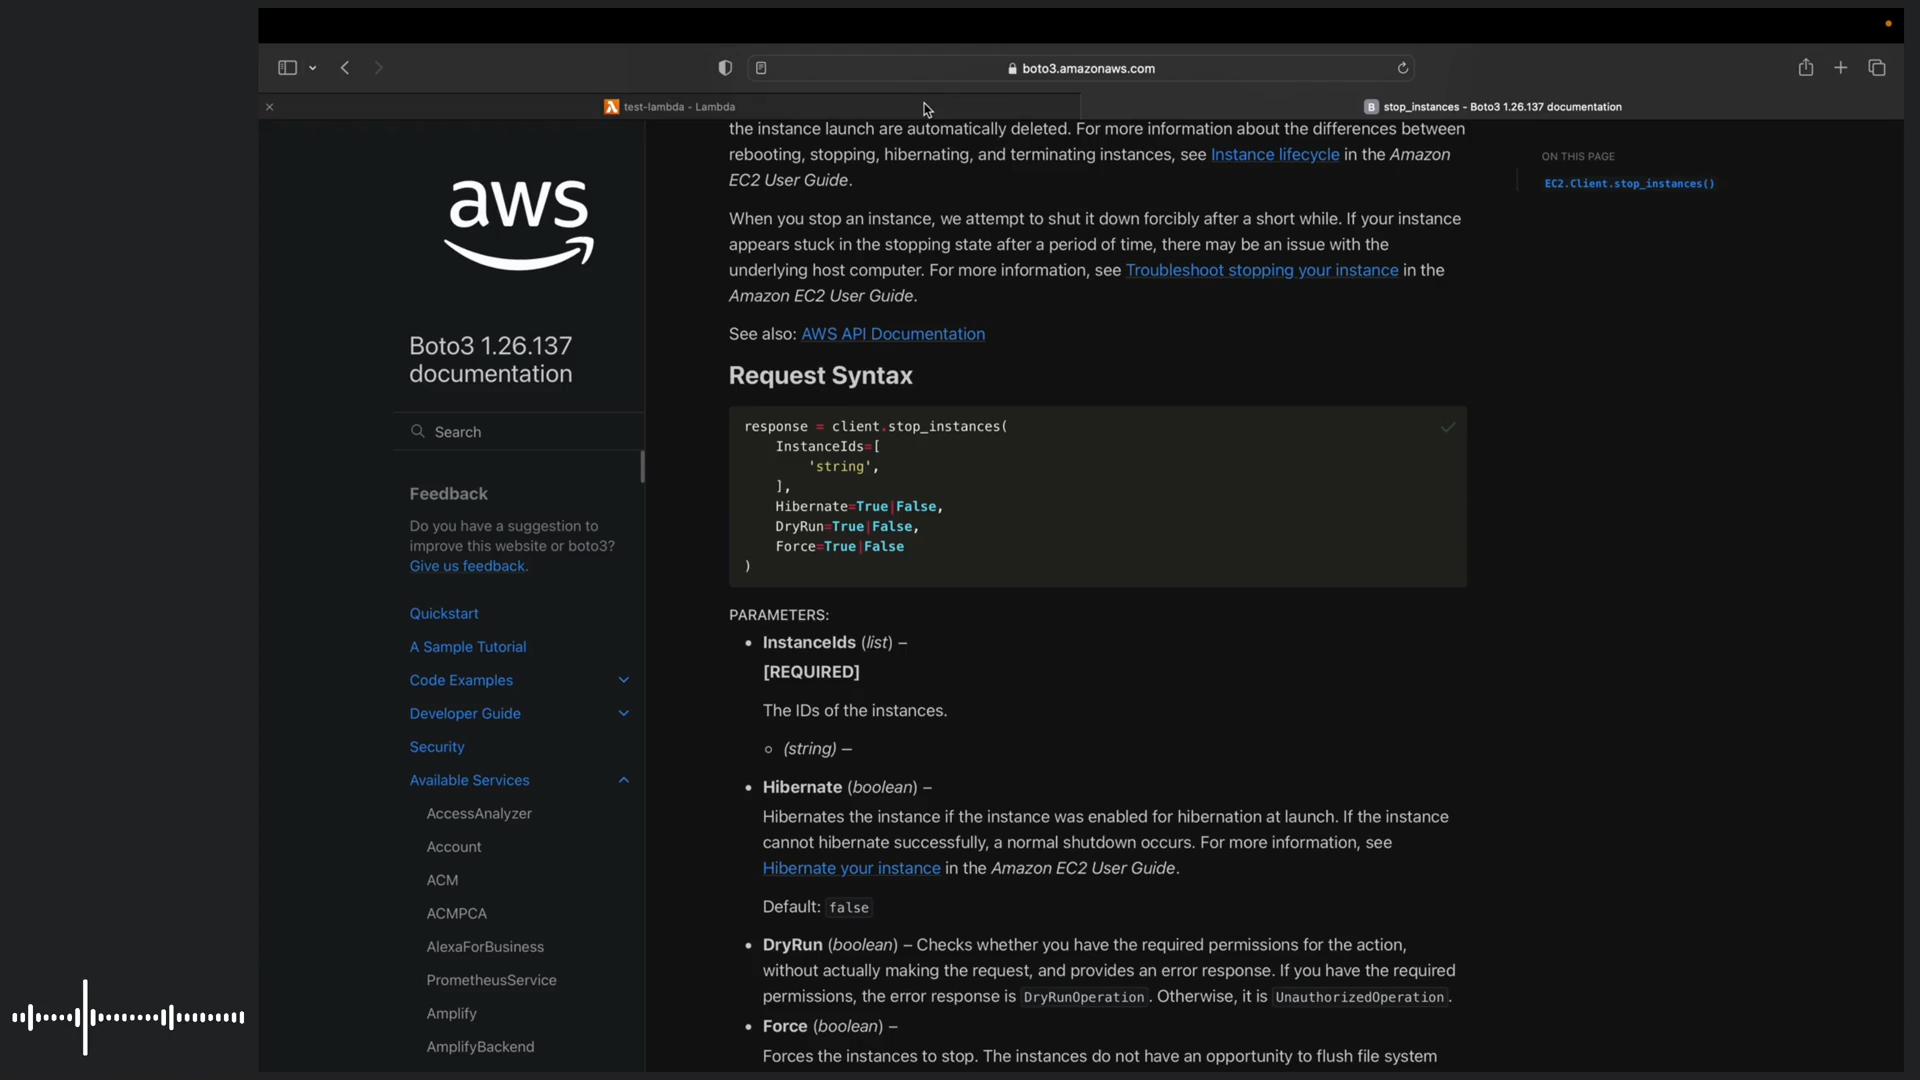 boto3.amazonaws.com
test-lambda - Lambda
B stop_instances - Boto3 1.26.137 documentation
aws
Boto3 1.26.137
documentation
Search
Feedback
Do you have a suggestion to
improve this website or boto3?
Give us feedback.
Quickstart
A Sample Tutorial
Code Examples
Developer Guide
Security
Available Services
AccessAnalyzer
Account
ACM
ACMPCA
AlexaForBusiness
PrometheusService
Amplify
AmplifyBackend
the instance launch are automatically deleted. For more information about the differences between
rebooting, stopping, hibernating, and terminating instances, see Instance lifecycle in the Amazon
EC2 User Guide.
When you stop an instance, we attempt to shut it down forcibly after a short while. If your instance
appears stuck in the stopping state after a period of time, there may be an issue with the
underlying host computer. For more information, see Troubleshoot stopping your instance in the
Amazon EC2 User Guide.
See also: AWS API Documentation
Request Syntax
response = client.stop_instances(
InstanceIds=[
'string',
],
Hibernate=True|False,
DryRun=True|False,
Force=True|False
)
PARAMETERS:
• InstanceIds (list) –
[REQUIRED]
The IDs of the instances.
◦ (string) –
• Hibernate (boolean) –
Hibernates the instance if the instance was enabled for hibernation at launch. If the instance
cannot hibernate successfully, a normal shutdown occurs. For more information, see
Hibernate your instance in the Amazon EC2 User Guide.
Default: false
• DryRun (boolean) – Checks whether you have the required permissions for the action,
without actually making the request, and provides an error response. If you have the required
permissions, the error response is DryRunOperation. Otherwise, it is UnauthorizedOperation.
• Force (boolean) –
Forces the instances to stop. The instances do not have an opportunity to flush file system
ON THIS PAGE
EC2.Client.stop_instances()